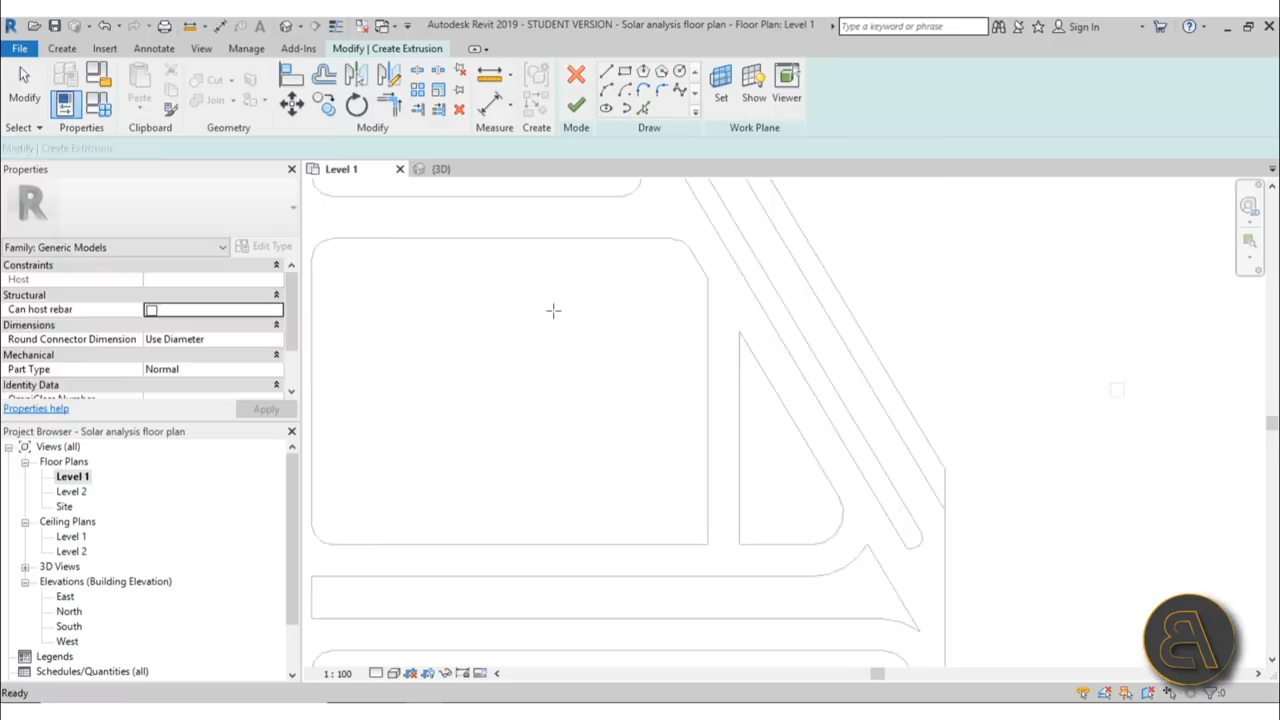 Autodesk Revit 2019 - STUDENT VERSION - Solar analysis floor plan - Floor Plan: Level 1
Type a keyword or phrase
Sign In
File Create Insert Annotate View Manage Add-Ins Modify | Create Extrusion
Modify
Paste
Cut
Join
Set Show Viewer
Select Properties Clipboard Geometry Modify Measure Create Mode Draw Work Plane
Modify | Create Extrusion
Properties
Level 1
{3D}
R
Family: Generic Models
Edit Type
Constraints
Host
Structural
Can host rebar
Dimensions
Round Connector Dimension Use Diameter
Mechanical
Part Type Normal
Identity Data
Properties help
Apply
Project Browser - Solar analysis floor plan
Views (all)
Floor Plans
Level 1
Level 2
Site
Ceiling Plans
Level 1
Level 2
3D Views
Elevations (Building Elevation)
East
North
South
West
Legends
Schedules/Quantities (all)
1 : 100
Ready
:0